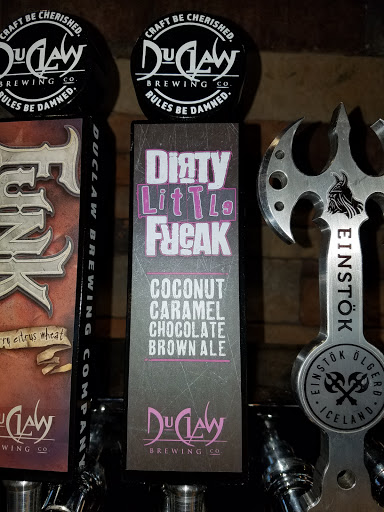 CRAFT BE CHERISHED.
DUCLAW
BREWING CO.
RULES BE DAMNED.
FUNK
citrus wheat
DUCLAW
BREWING CO.
DUCLAW BREWING COMPANY
CRAFT BE CHERISHED.
DUCLAW
BREWING CO.
RULES BE DAMNED.
DIRTY
LITTLE
FREAK
COCONUT
CARAMEL
CHOCOLATE
BROWN ALE
DUCLAW
BREWING CO.
EINSTÖK
EINSTÖK ÖLGERÐ
ICELAND